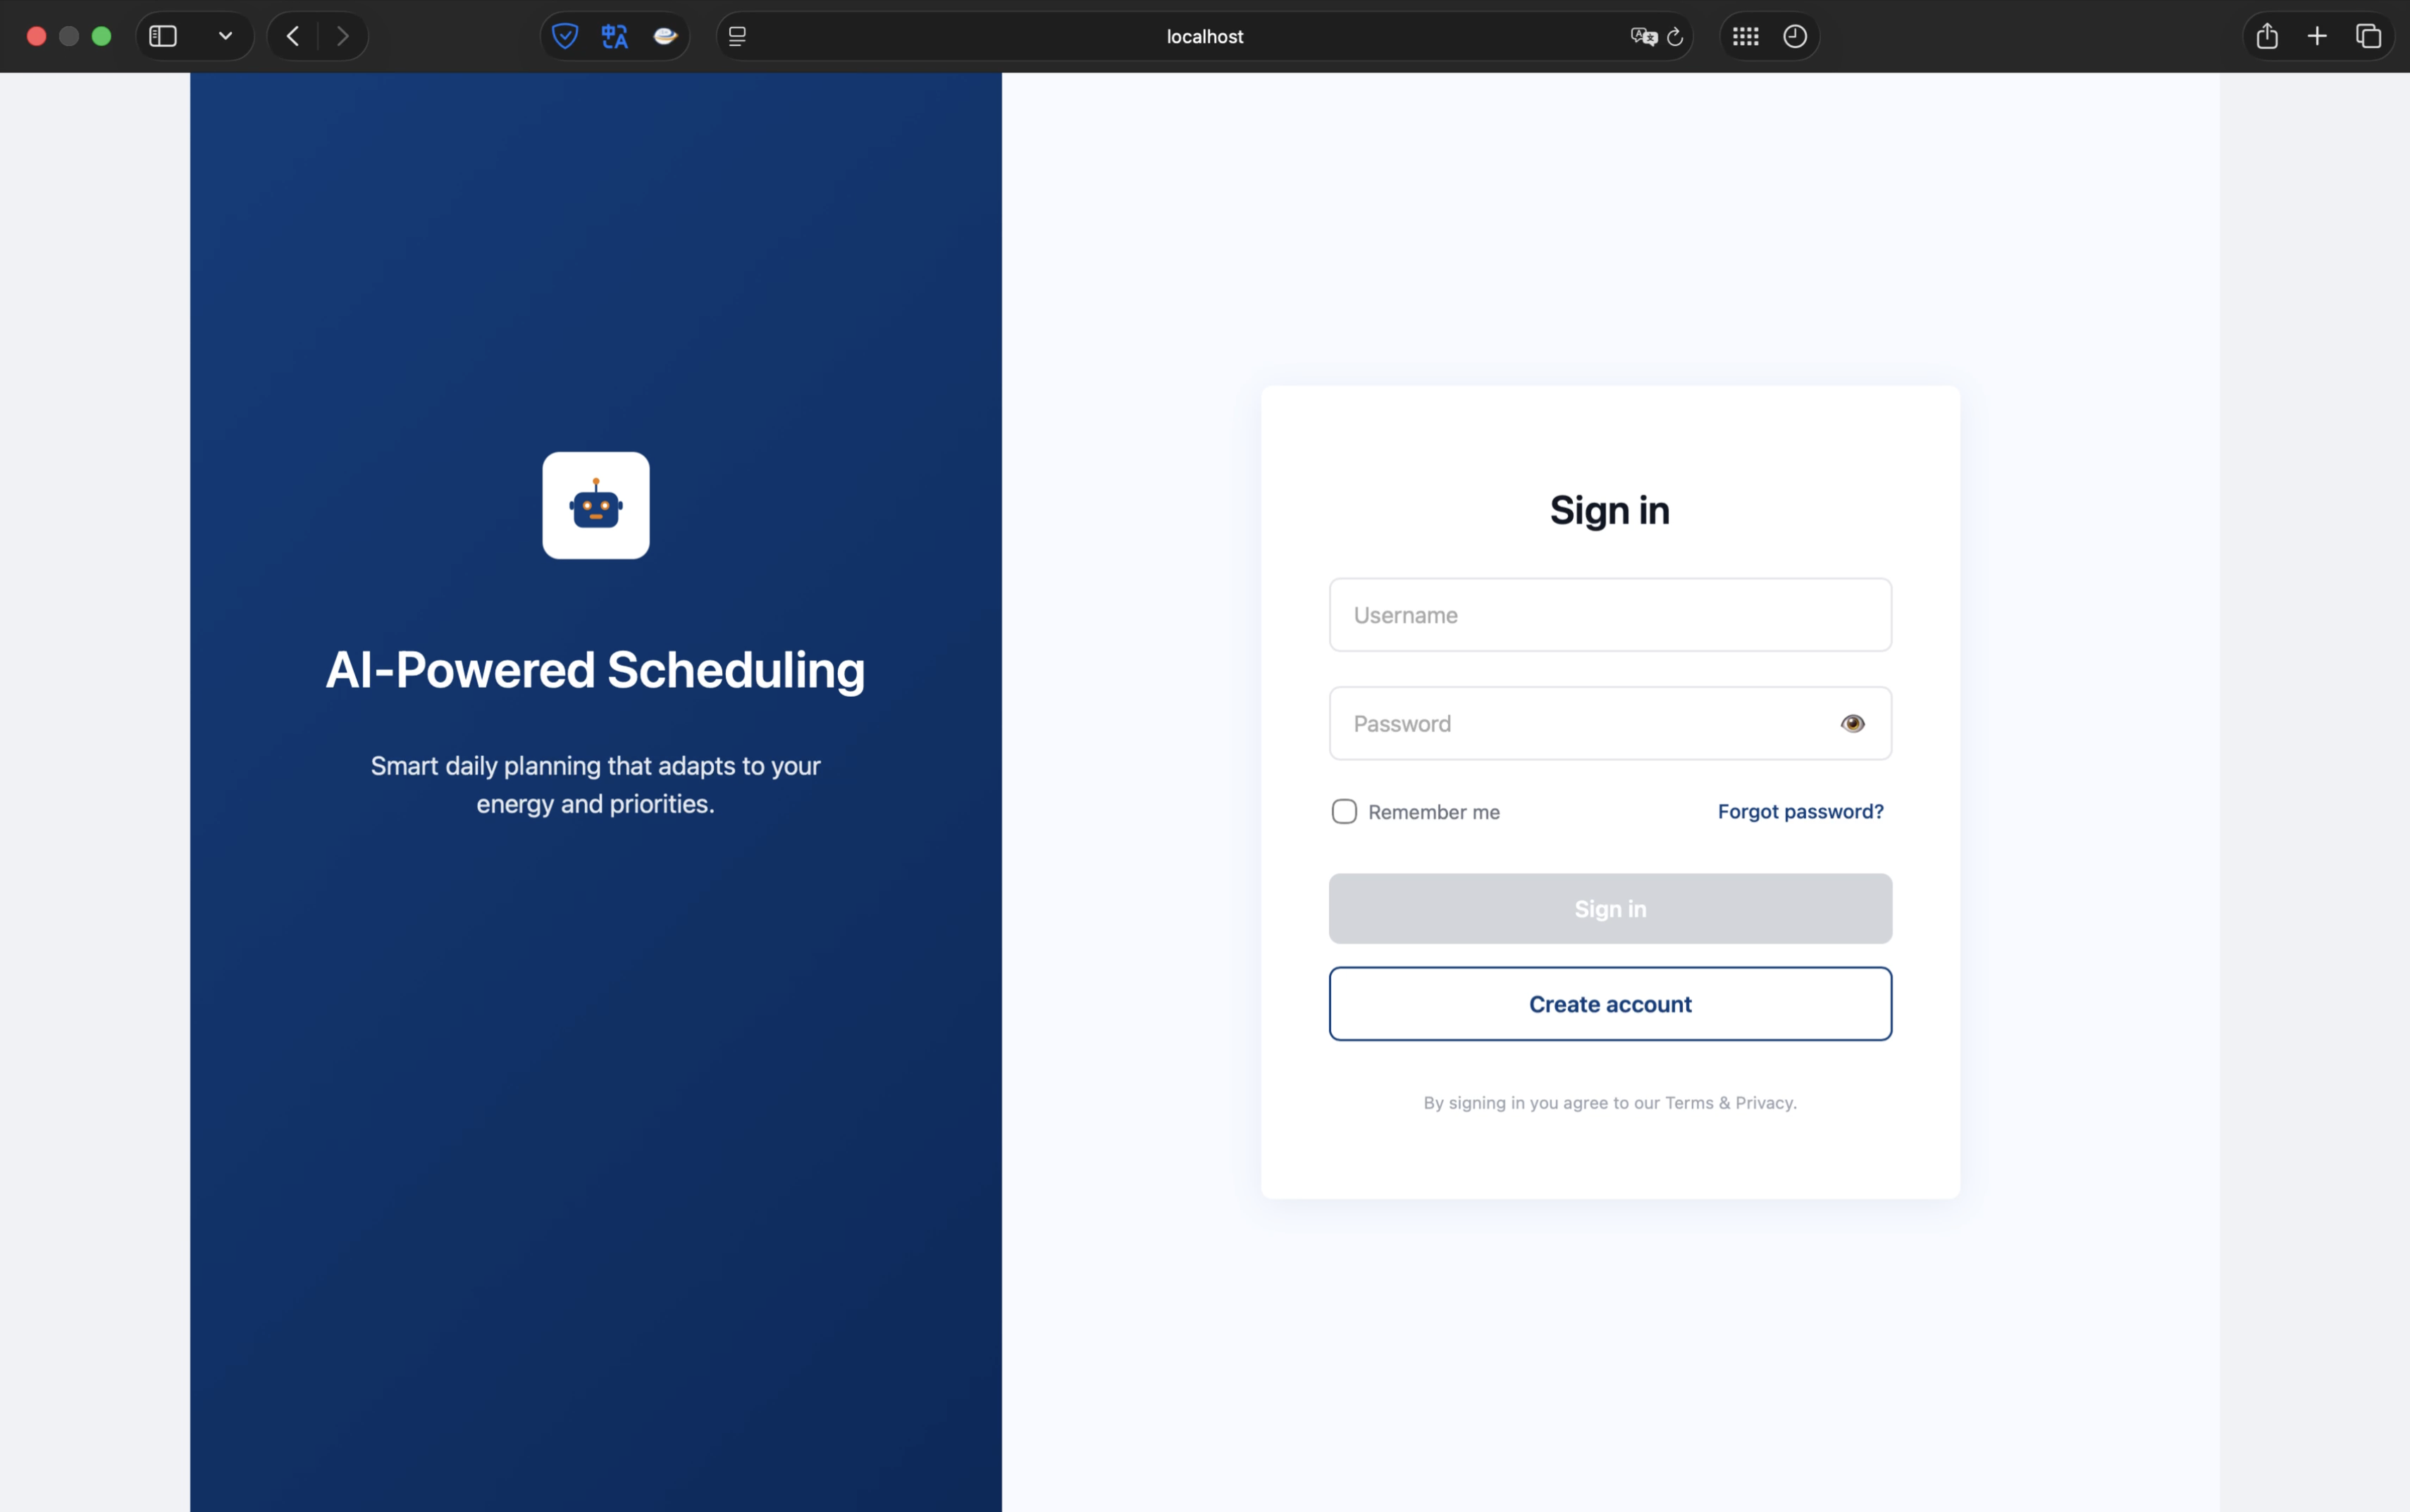 localhost
AI-Powered Scheduling
Smart daily planning that adapts to your
energy and priorities.
Sign in
Username
Password
Remember me
Forgot password?
Sign in
Create account
By signing in you agree to our Terms & Privacy.